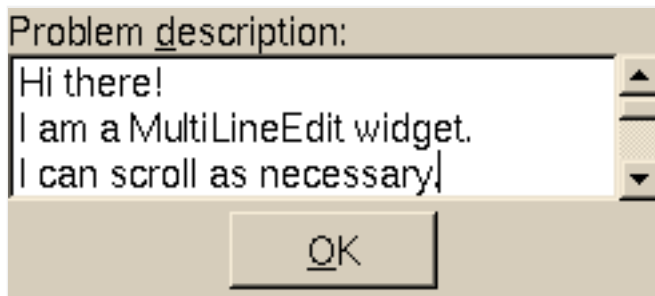 Problem description:
Hi there!
I am a MultiLineEdit widget.
I can scroll as necessary.
OK